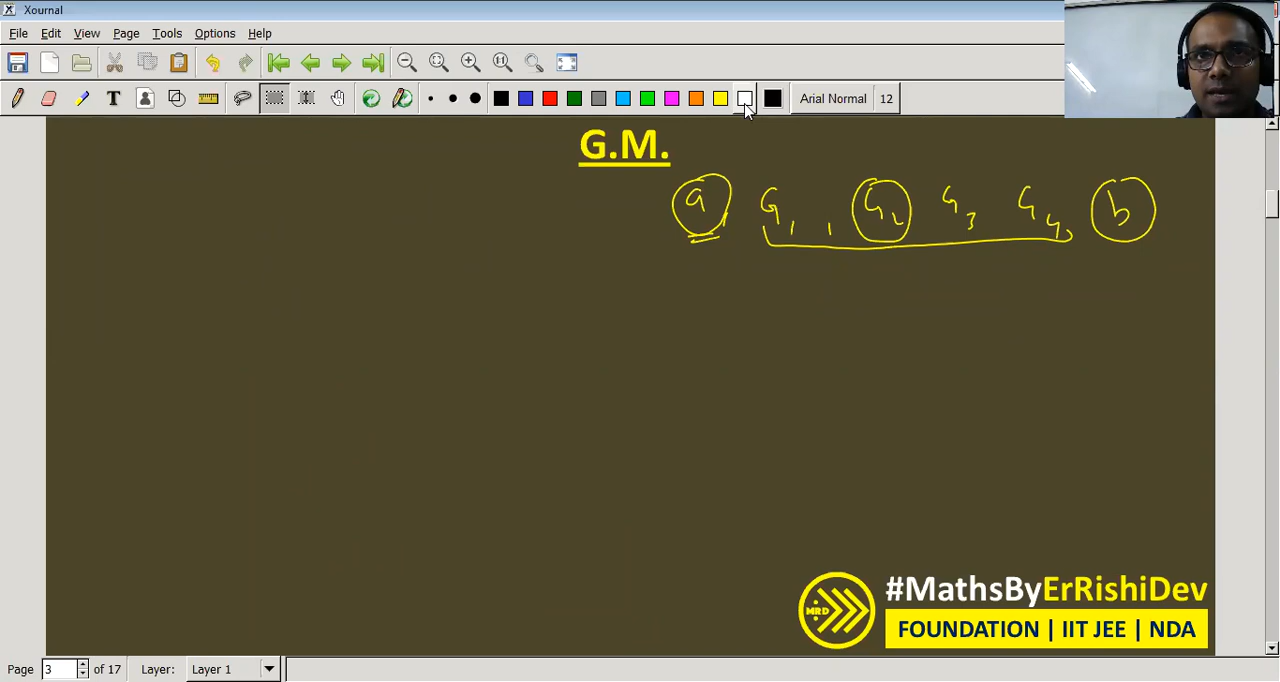 Xournal
File Edit View Page Tools Options Help
T Arial Normal 12
G.M.
a G1 , G2 G3 G4, b
MRD #MathsByErRishiDev
FOUNDATION | IIT JEE | NDA
Page 3 of 17 Layer: Layer 1